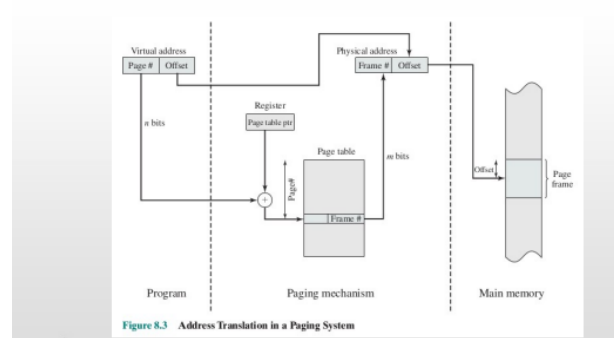 Virtual address
Page #
Offset
Physical address
Frame #
Offset
n bits
Register
Page table ptr
Page table
m bits
Page#
Offset
Page
frame
+
Frame #
Program
Paging mechanism
Main memory
Figure 8.3 Address Translation in a Paging System